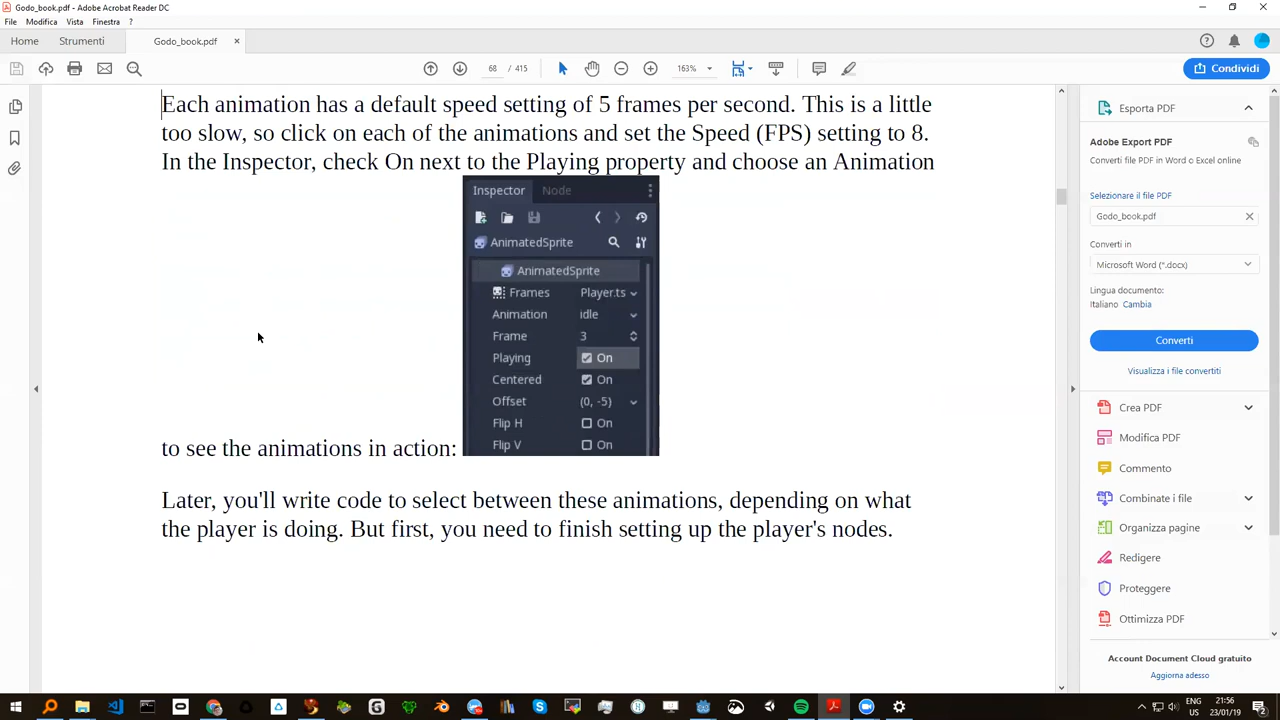 Godo_book.pdf - Adobe Acrobat Reader DC
File Modifica Vista Finestra ?
Home Strumenti Godo_book.pdf ×
68 / 415 163% Condividi
Each animation has a default speed setting of 5 frames per second. This is a little
too slow, so click on each of the animations and set the Speed (FPS) setting to 8.
In the Inspector, check On next to the Playing property and choose an Animation
Inspector Node
AnimatedSprite
AnimatedSprite
Frames Player.ts
Animation idle
Frame 3
Playing On
Centered On
Offset (0, -5)
Flip H On
Flip V On
to see the animations in action:
Later, you'll write code to select between these animations, depending on what
the player is doing. But first, you need to finish setting up the player's nodes.
Esporta PDF
Adobe Export PDF
Converti file PDF in Word o Excel online
Selezionare il file PDF
Godo_book.pdf
Converti in
Microsoft Word (*.docx)
Lingua documento:
Italiano Cambia
Converti
Visualizza i file convertiti
Crea PDF
Modifica PDF
Commento
Combinate i file
Organizza pagine
Redigere
Proteggere
Ottimizza PDF
Account Document Cloud gratuito
Aggiorna adesso
ENG
US
21:56
23/01/19
2